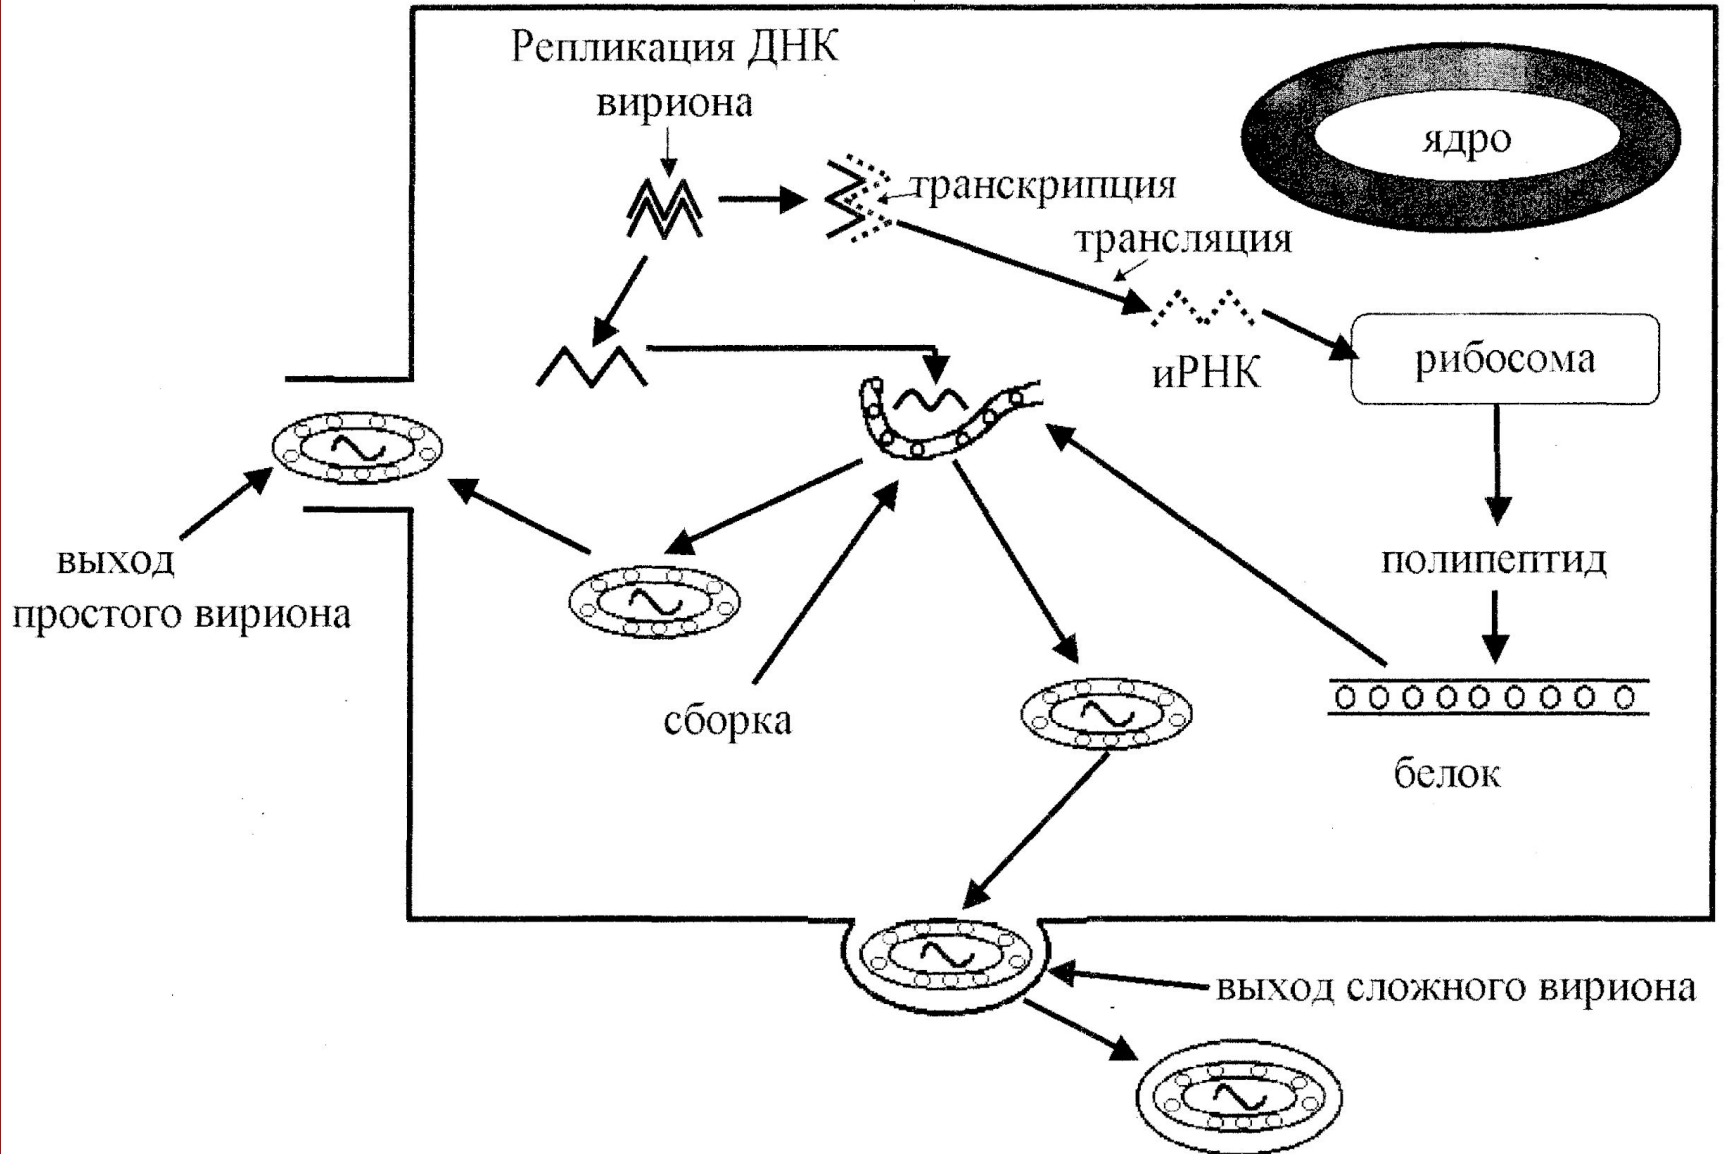 Репликация ДНК
вириона
ядро
транскрипция
трансляция
иРНК
рибосома
выход
простого вириона
полипептид
сборка
белок
выход сложного вириона